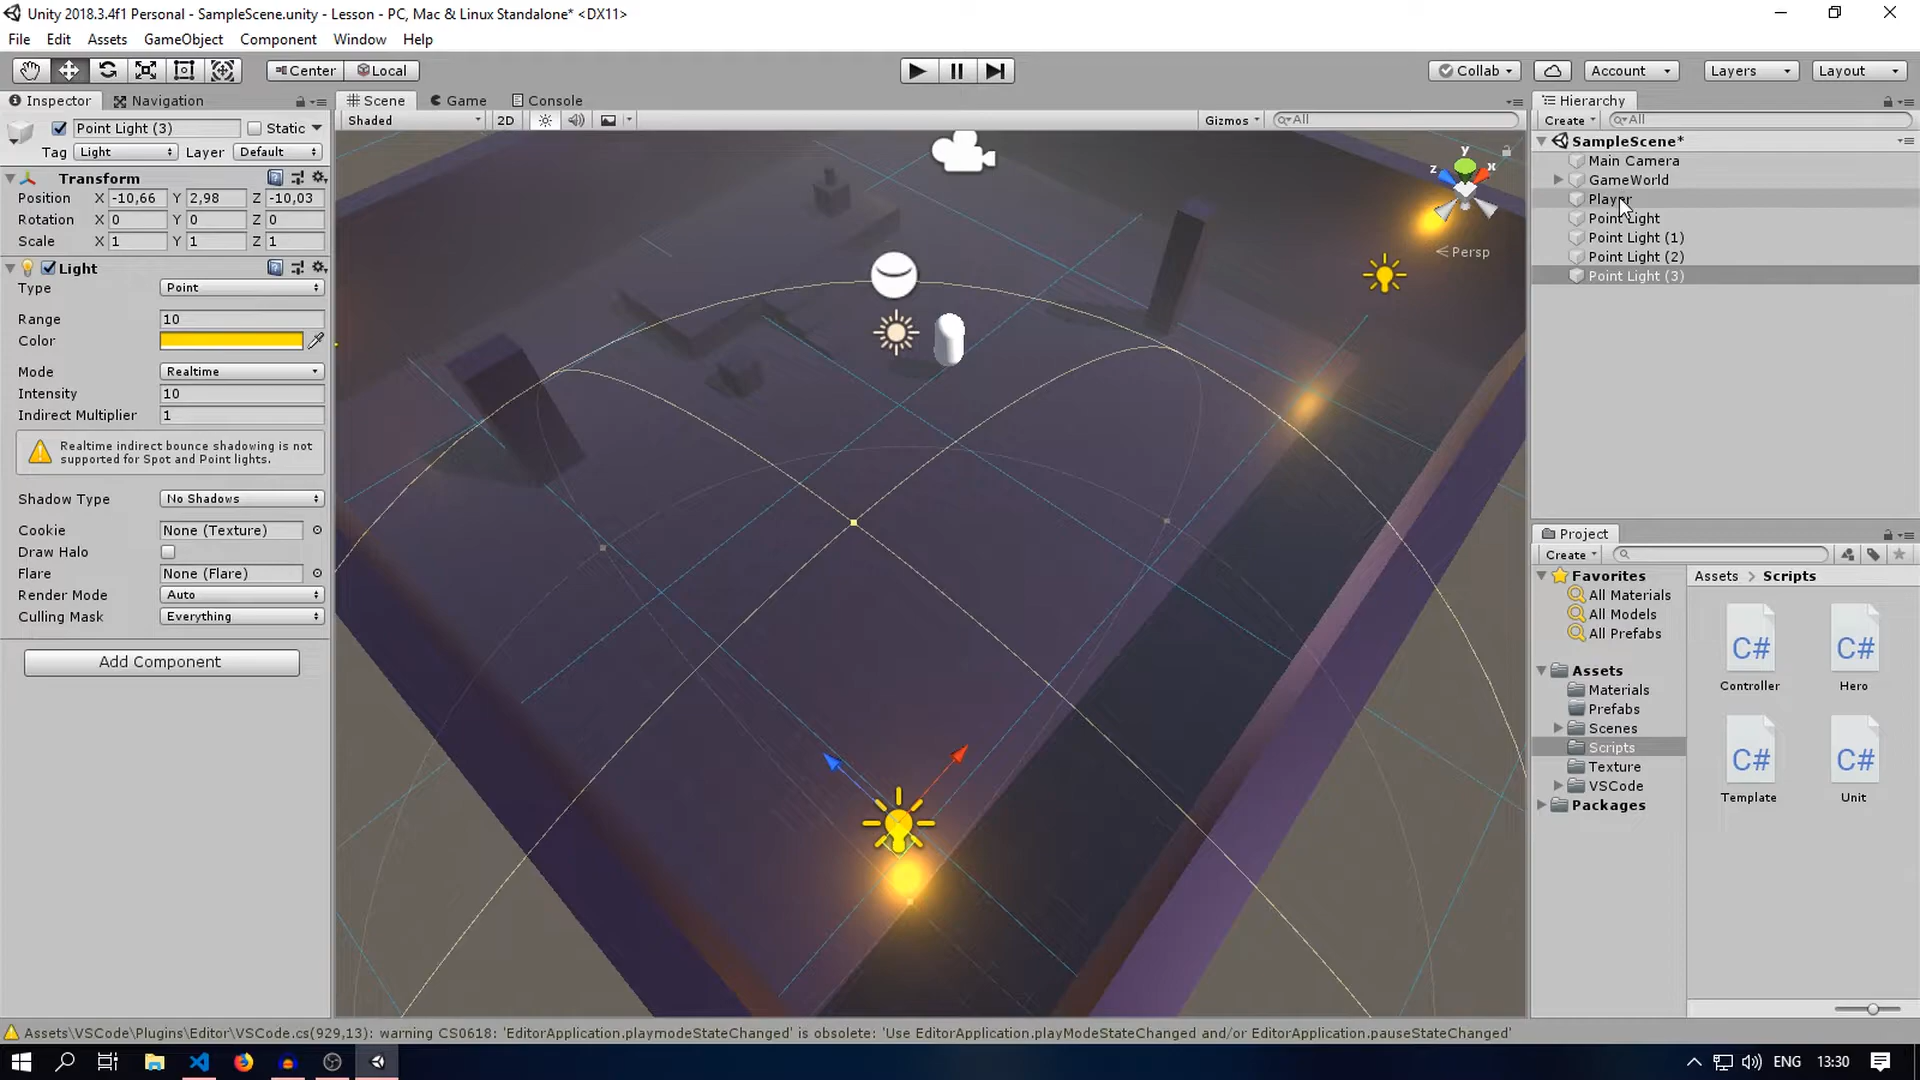 Unity 2018.3.4f1 Personal - SampleScene.unity - Lesson - PC, Mac & Linux Standalone* <DX11>
File Edit Assets GameObject Component Window Help
Center Local Collab Account Layers Layout
Inspector Navigation
Point Light (3) Static
Tag Light Layer Default
Transform
Position X -10,66 Y 2,98 Z -10,03
Rotation X 0 Y 0 Z 0
Scale X 1 Y 1 Z 1
Light
Type Point
Range 10
Color
Mode Realtime
Intensity 10
Indirect Multiplier 1
Realtime indirect bounce shadowing is not
supported for Spot and Point lights.
Shadow Type No Shadows
Cookie None (Texture)
Draw Halo
Flare None (Flare)
Render Mode Auto
Culling Mask Everything
Add Component
Scene Game Console
Shaded 2D Gizmos All
y
z x
Persp
Hierarchy
Create All
SampleScene*
Main Camera
GameWorld
Player
Point Light
Point Light (1)
Point Light (2)
Point Light (3)
Project
Create
Favorites
All Materials
All Models
All Prefabs
Assets
Materials
Prefabs
Scenes
Scripts
Texture
VSCode
Packages
Assets > Scripts
C# C#
Controller Hero
C# C#
Template Unit
Assets\VSCode\Plugins\Editor\VSCode.cs(929,13): warning CS0618: 'EditorApplication.playmodeStateChanged' is obsolete: 'Use EditorApplication.playModeStateChanged and/or EditorApplication.pauseStateChanged'
ENG 13:30